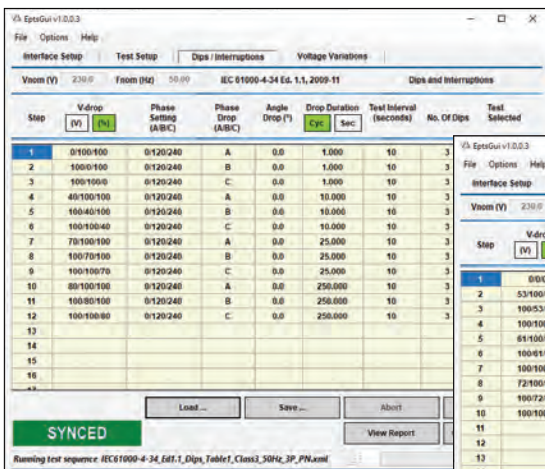 EptsGui v1.0.0.3
File Options Help
Interface Setup Test Setup Dips / Interruptions Voltage Variations
Vnom (V) 230.0 Fnom (Hz) 50.00 IEC 61000-4-34 Ed. 1.1, 2009-11 Dips and Interruptions
Step V-drop (V) (%) Phase Setting (A/B/C) Phase Drop (A/B/C) Angle Drop (°) Drop Duration Cyc Sec Test Interval (seconds) No. Of Dips Test Selected
1 0/100/100 0/120/240 A 0.0 1.000 10 3
2 100/0/100 0/120/240 B 0.0 1.000 10 3
3 100/100/0 0/120/240 C 0.0 1.000 10 3
4 40/100/100 0/120/240 A 0.0 10.000 10 3
5 100/40/100 0/120/240 B 0.0 10.000 10 3
6 100/100/40 0/120/240 C 0.0 10.000 10 3
7 70/100/100 0/120/240 A 0.0 25.000 10 3
8 100/70/100 0/120/240 B 0.0 25.000 10 3
9 100/100/70 0/120/240 C 0.0 25.000 10 3
10 80/100/100 0/120/240 A 0.0 250.000 10 3
11 100/80/100 0/120/240 B 0.0 250.000 10 3
12 100/100/80 0/120/240 C 0.0 250.000 10 3
13
14
15
16
Load ... Save ... Abort
SYNCED View Report
Running test sequence IEC61000-4-34_Ed1.1_Dips_Table1_Class3_50Hz_3P_PN.xml
EptsGui v1.0.0.3
File Options Help
Interface Setup
Vnom (V) 230.0
Step V-dro (V)
1 0/0/0
2 53/100/
3 100/53/
4 100/100
5 61/100/
6 100/61/
7 100/100
8 72/100/
9 100/72/
10 100/100
11
12
13